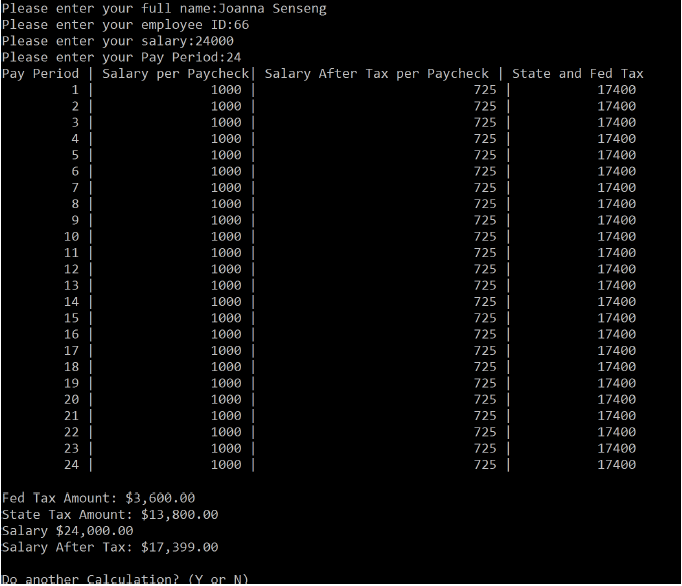 Please enter your full name:Joanna Senseng
Please enter your employee ID:66
Please enter your salary:24000
Please enter your Pay Period:24
Pay Period | Salary per Paycheck| Salary After Tax per Paycheck | State and Fed Tax
1 | 1000 | 725 | 17400
2 | 1000 | 725 | 17400
3 | 1000 | 725 | 17400
4 | 1000 | 725 | 17400
5 | 1000 | 725 | 17400
6 | 1000 | 725 | 17400
7 | 1000 | 725 | 17400
8 | 1000 | 725 | 17400
9 | 1000 | 725 | 17400
10 | 1000 | 725 | 17400
11 | 1000 | 725 | 17400
12 | 1000 | 725 | 17400
13 | 1000 | 725 | 17400
14 | 1000 | 725 | 17400
15 | 1000 | 725 | 17400
16 | 1000 | 725 | 17400
17 | 1000 | 725 | 17400
18 | 1000 | 725 | 17400
19 | 1000 | 725 | 17400
20 | 1000 | 725 | 17400
21 | 1000 | 725 | 17400
22 | 1000 | 725 | 17400
23 | 1000 | 725 | 17400
24 | 1000 | 725 | 17400
Fed Tax Amount: $3,600.00
State Tax Amount: $13,800.00
Salary $24,000.00
Salary After Tax: $17,399.00
Do another Calculation? (Y or N)